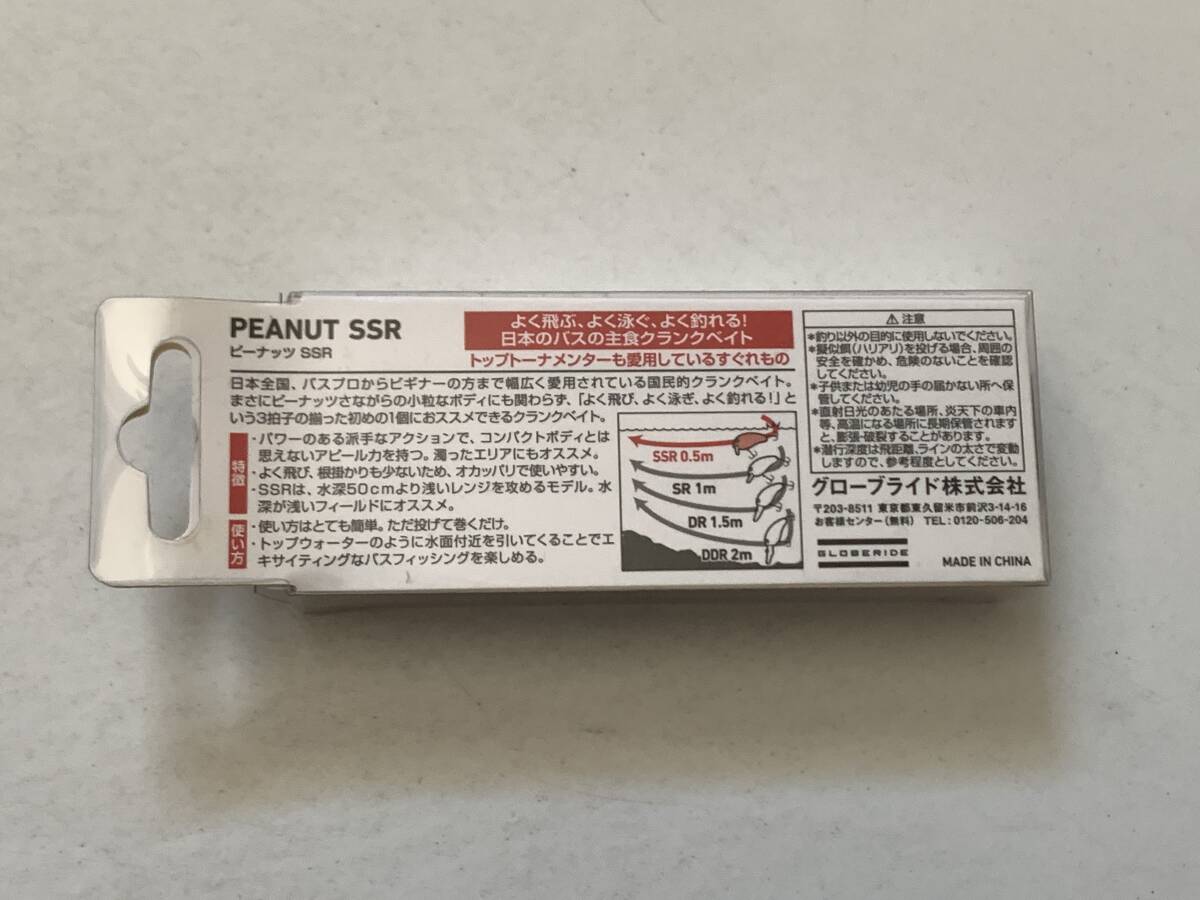 PEANUT SSR
ピーナッツ SSR
よく飛ぶ、よく泳ぐ、よく釣れる!
日本のバスの主食クランクベイト
トップトーナメンターも愛用しているすぐれもの
日本全国、バスプロからビギナーの方まで幅広く愛用されている国民的クランクベイト。
まさにピーナッツさながらの小粒なボディにも関わらず、「よく飛び、よく泳ぎ、よく釣れる!」と
いう3拍子の揃った初めの1個におススメできるクランクベイト。
特徴
・パワーのある派手なアクションで、コンパクトボディとは
思えないアピール力を持つ。濁ったエリアにもオススメ。
・よく飛び、根掛かりも少ないため、オカッパリで使いやすい。
・SSRは、水深50cmより浅いレンジを攻めるモデル。水
深が浅いフィールドにオススメ。
使い方
・使い方はとても簡単。ただ投げて巻くだけ。
・トップウォーターのように水面付近を引いてくることでエ
キサイティングなバスフィッシングを楽しめる。
SSR 0.5m
SR 1m
DR 1.5m
DDR 2m
⚠注意
*釣り以外の目的に使用しないでください。
*擬似餌(ハリアリ)を投げる場合、周囲の
安全を確かめ、危険のないことを確認
してください。
*子供または幼児の手の届かない所へ保
管してください。
*直射日光のあたる場所、炎天下の車内
等、高温になる場所に長期保管されます
と、膨張・破裂することがあります。
*潜行深度は飛距離、ラインの太さで変動
しますので、参考程度としてください。
グローブライド株式会社
〒203-8511 東京都東久留米市前沢3-14-16
お客様センター(無料) TEL:0120-506-204
GLOBERIDE
MADE IN CHINA